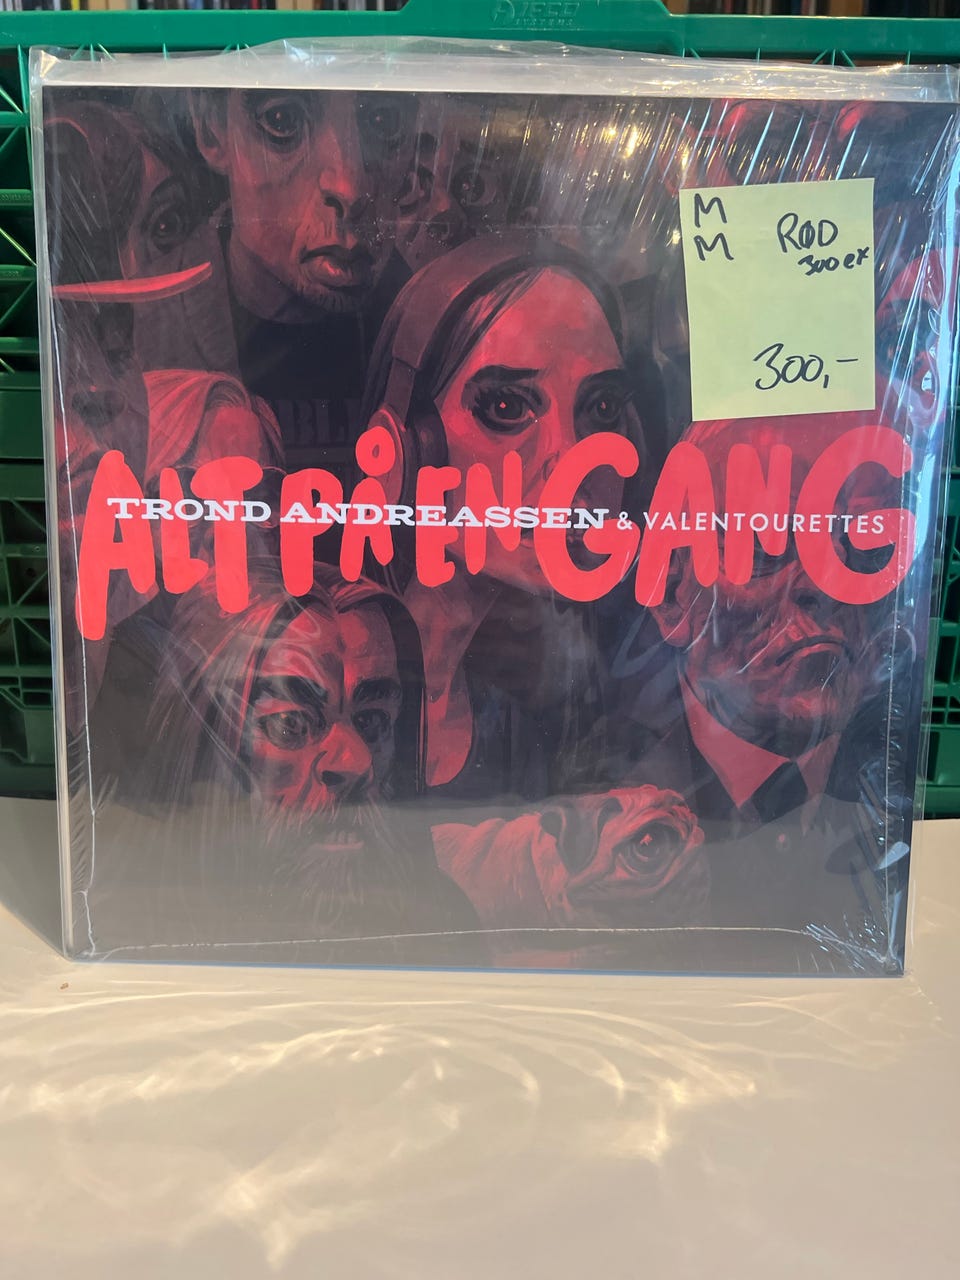 M
M
RØD
300 ex
300,-
ALT PÅ EN GANG
TROND ANDREASSEN & VALENTOURETTES